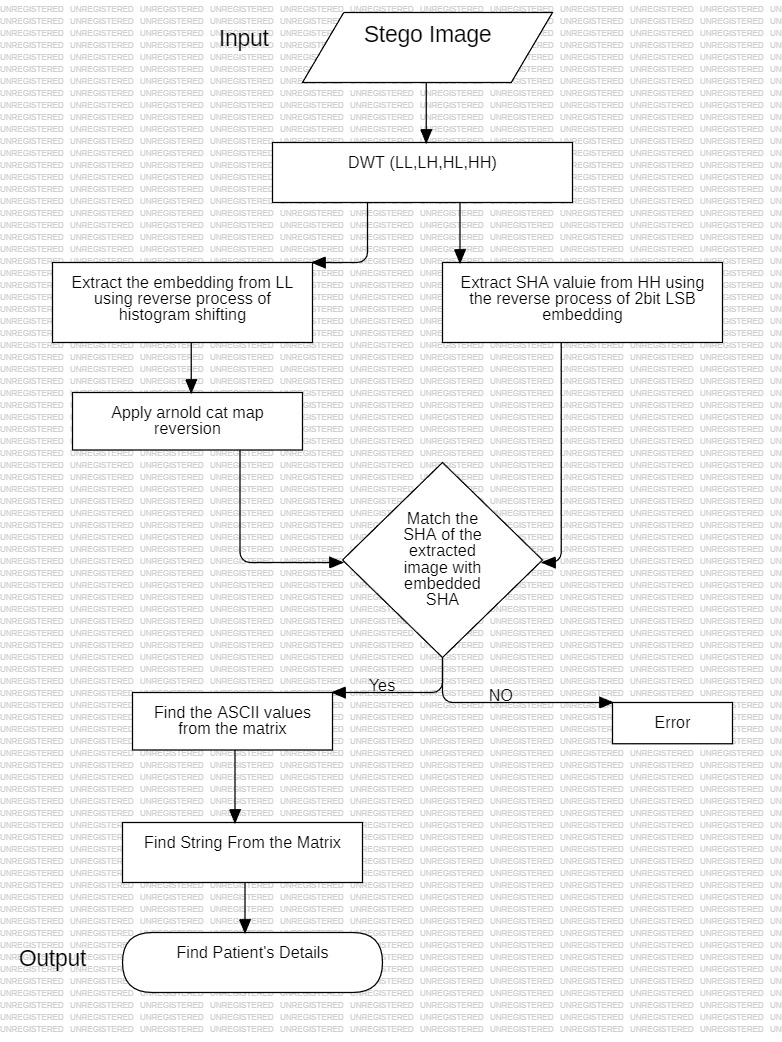 Input
Stego Image
DWT (LL,LH,HL,HH)
Extract the embedding from LL
using reverse process of
histogram shifting
Extract SHA valuie from HH using
the reverse process of 2bit LSB
embedding
Apply arnold cat map
reversion
Match the
SHA of the
extracted
image with
embedded
SHA
Yes
NO
Find the ASCII values
from the matrix
Error
Find String From the Matrix
Output
Find Patient's Details
UNREGISTERED